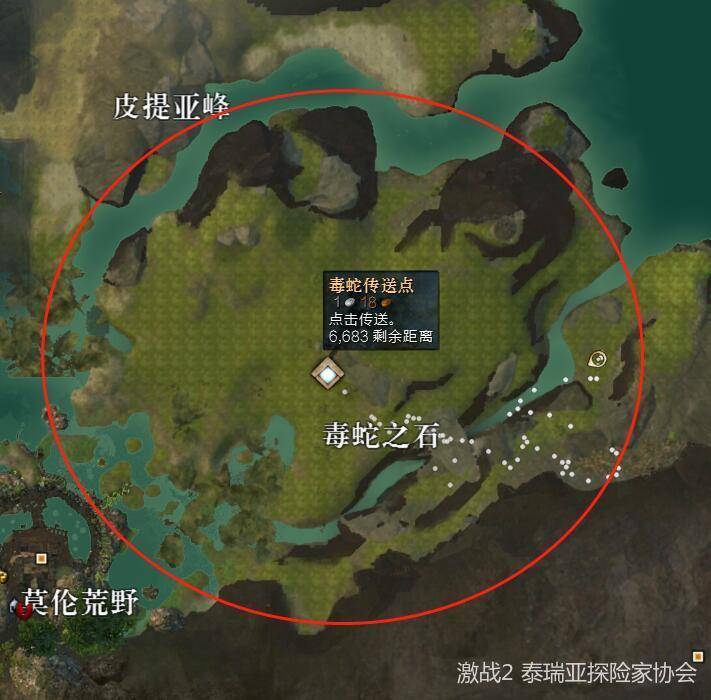 皮提亚峰
毒蛇传送点
1 18
点击传送。
6,683 剩余距离
毒蛇之石
莫伦荒野
激战2 泰瑞亚探险家协会